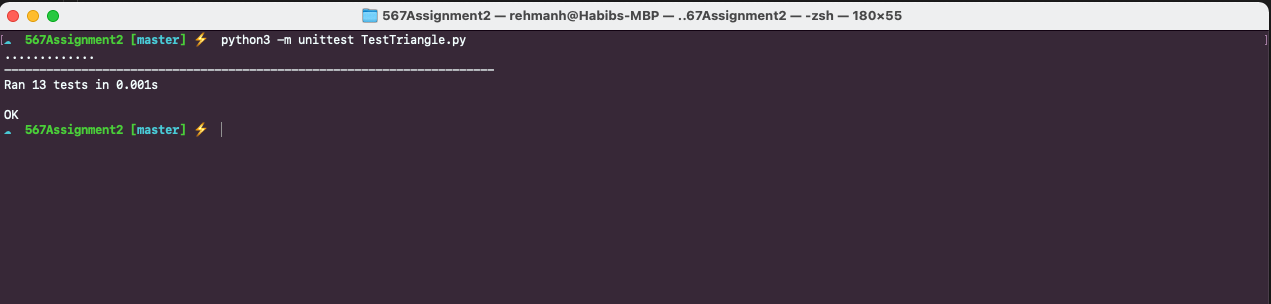 567Assignment2 — rehmanh@Habibs-MBP — ..67Assignment2 — -zsh — 180×55
[☁  567Assignment2 [master] ⚡  python3 -m unittest TestTriangle.py ]
.............
----------------------------------------------------------------------
Ran 13 tests in 0.001s
OK
☁  567Assignment2 [master] ⚡